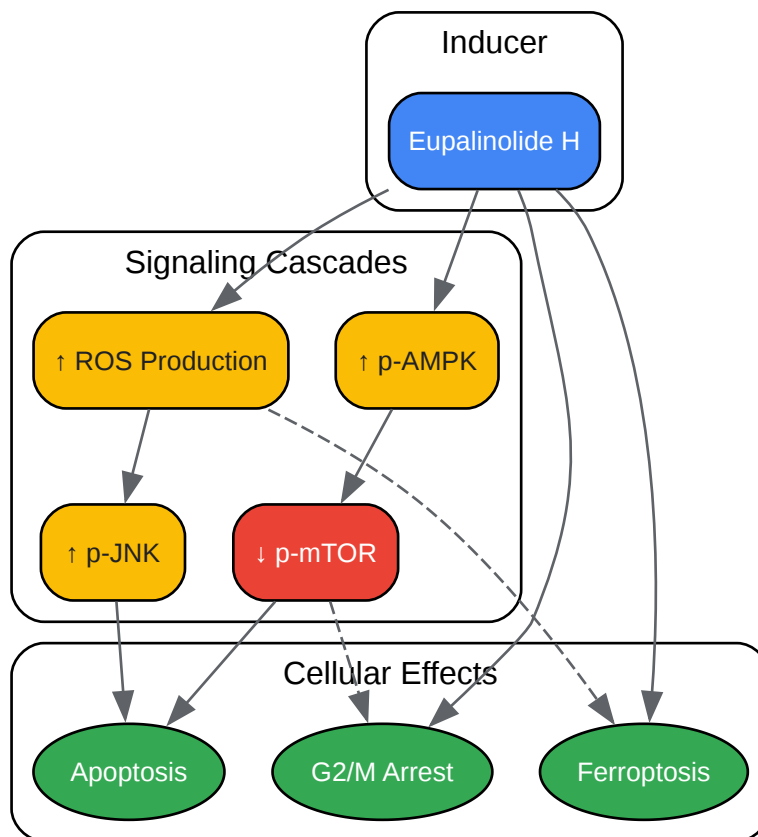 Inducer
Eupalinolide H
Signaling Cascades
↑ ROS Production
↑ p-AMPK
↑ p-JNK
↓ p-mTOR
Cellular Effects
Apoptosis
G2/M Arrest
Ferroptosis